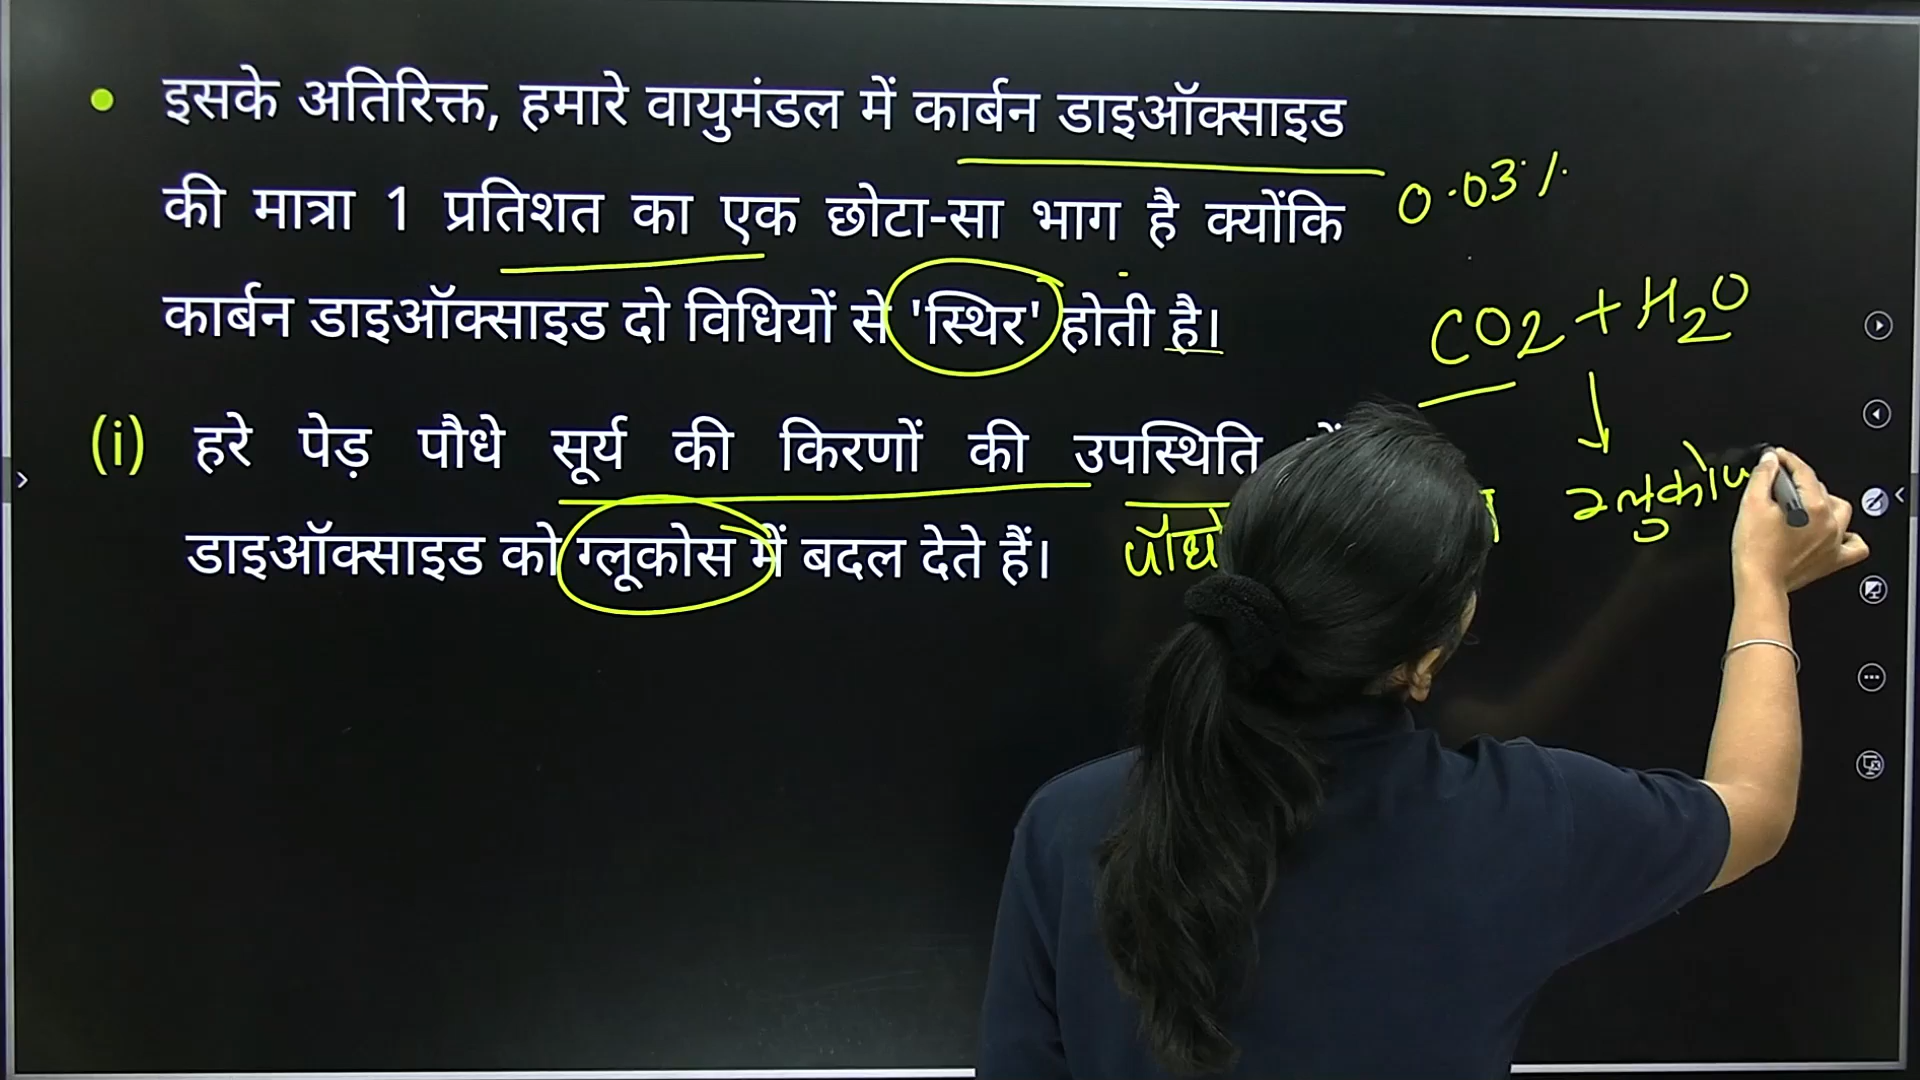 इसके अतिरिक्त, हमारे वायुमंडल में कार्बन डाइऑक्साइड
की मात्रा 1 प्रतिशत का एक छोटा-सा भाग है क्योंकि
कार्बन डाइऑक्साइड दो विधियों से 'स्थिर' होती है।
(i) हरे पेड़ पौधे सूर्य की किरणों की उपस्थिति
डाइऑक्साइड को ग्लूकोस में बदल देते हैं।
0.03%
CO2 + H2O
↓
पौधे